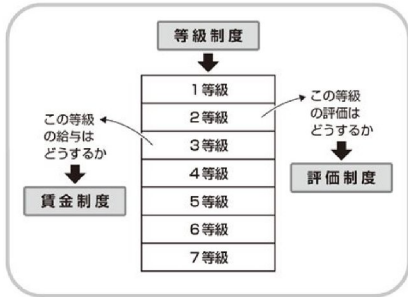 等級制度
1等級
2等級
3等級
4等級
5等級
6等級
7等級
この等級
の給与は
どうするか
賃金制度
この等級
の評価は
どうするか
評価制度